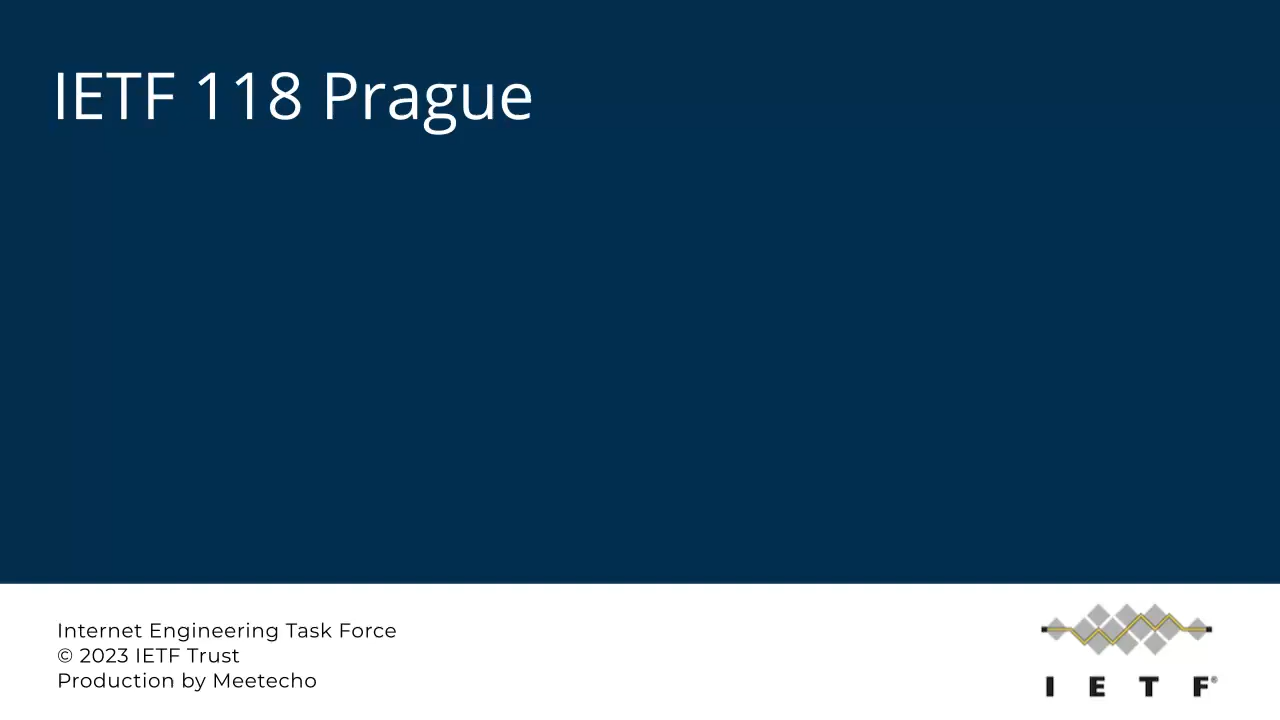 IETF 118 Prague
Internet Engineering Task Force
© 2023 IETF Trust
Production by Meetecho
I E T F®